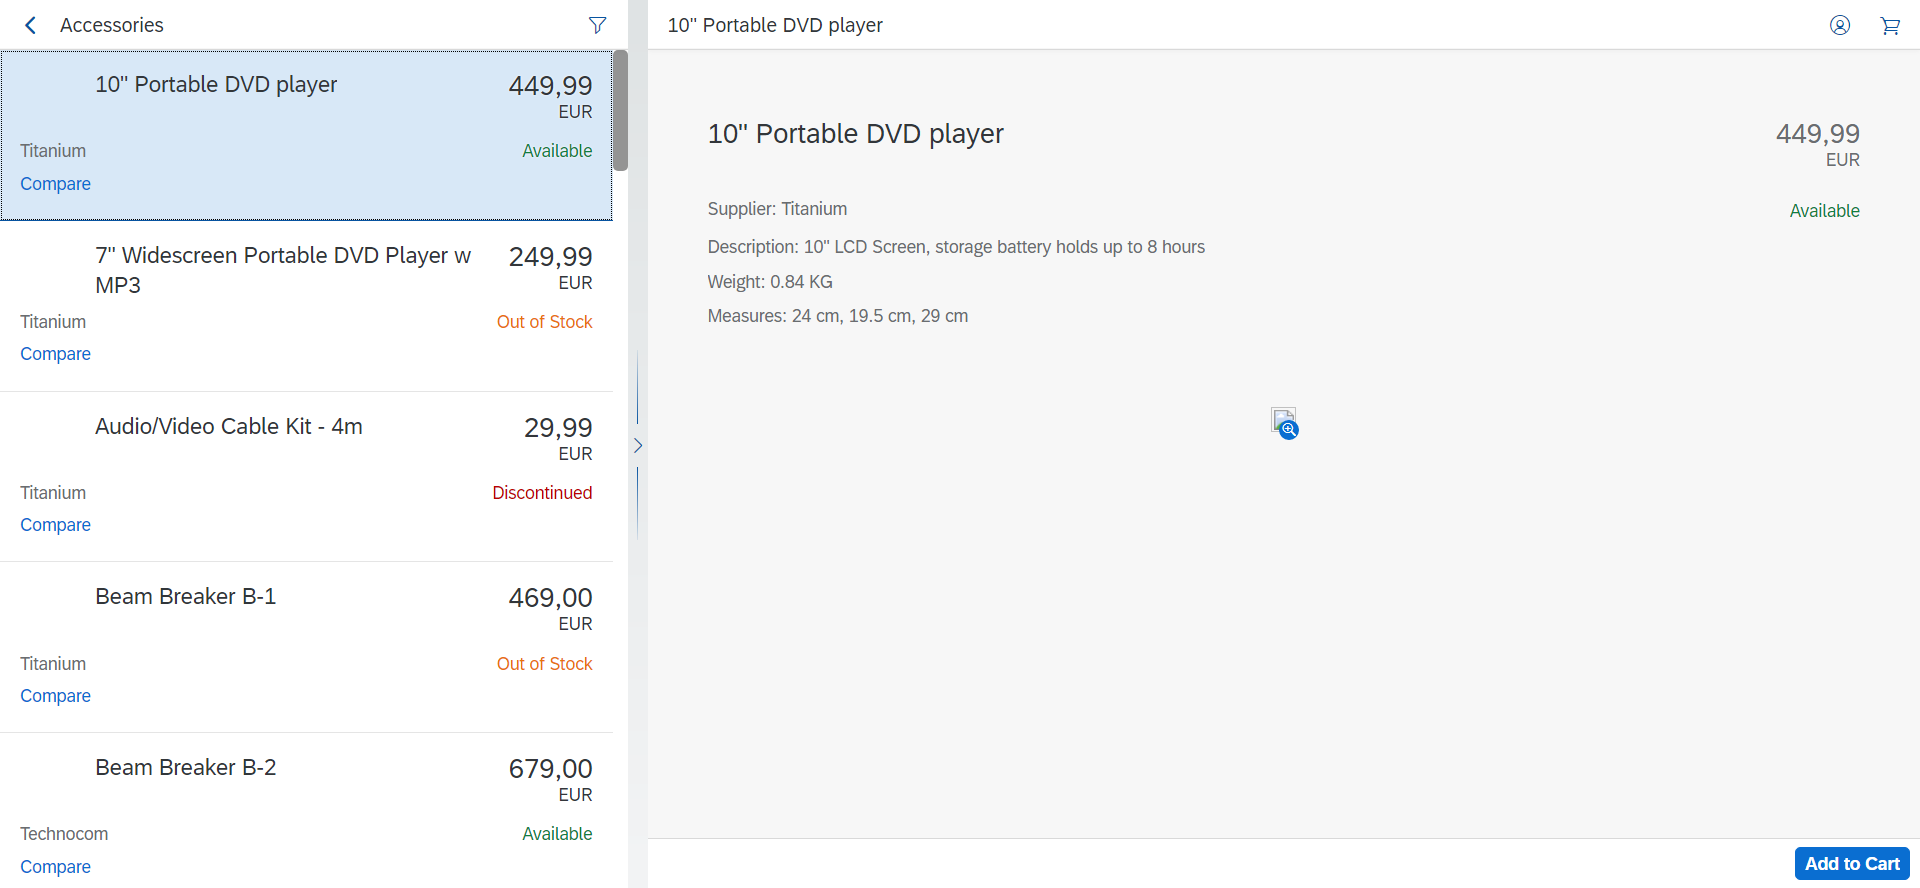 Accessories
10" Portable DVD player
449,99
EUR
Titanium
Available
Compare
7" Widescreen Portable DVD Player w
MP3
249,99
EUR
Titanium
Out of Stock
Compare
Audio/Video Cable Kit - 4m
29,99
EUR
Titanium
Discontinued
Compare
Beam Breaker B-1
469,00
EUR
Titanium
Out of Stock
Compare
Beam Breaker B-2
679,00
EUR
Technocom
Available
Compare
10" Portable DVD player
10" Portable DVD player
449,99
EUR
Supplier: Titanium
Available
Description: 10" LCD Screen, storage battery holds up to 8 hours
Weight: 0.84 KG
Measures: 24 cm, 19.5 cm, 29 cm
Add to Cart